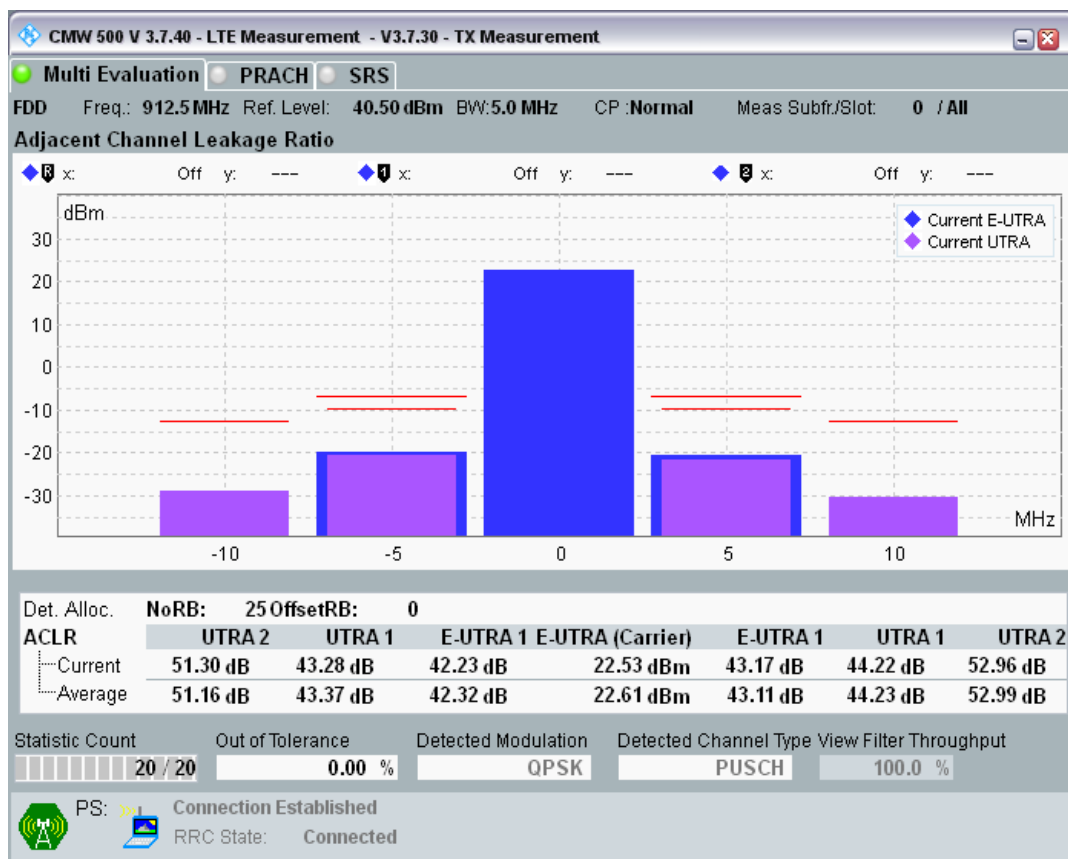 CMW 500 V 3.7.40 - LTE Measurement - V3.7.30 - TX Measurement
Multi Evaluation PRACH SRS
FDD Freq.: 912.5 MHz Ref. Level: 40.50 dBm BW:5.0 MHz CP :Normal Meas Subfr./Slot: 0 / All
Adjacent Channel Leakage Ratio
R x: Off y: --- 1 x: Off y: --- 2 x: Off y: ---
dBm
Current E-UTRA
Current UTRA
30
20
10
0
-10
-20
-30
MHz
-10 -5 0 5 10
Det. Alloc. NoRB: 25 OffsetRB: 0
ACLR UTRA 2 UTRA 1 E-UTRA 1 E-UTRA (Carrier) E-UTRA 1 UTRA 1 UTRA 2
Current 51.30 dB 43.28 dB 42.23 dB 22.53 dBm 43.17 dB 44.22 dB 52.96 dB
Average 51.16 dB 43.37 dB 42.32 dB 22.61 dBm 43.11 dB 44.23 dB 52.99 dB
Statistic Count Out of Tolerance Detected Modulation Detected Channel Type View Filter Throughput
20 / 20 0.00 % QPSK PUSCH 100.0 %
PS: Connection Established
RRC State: Connected